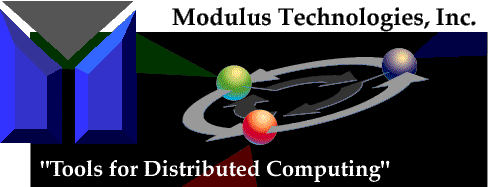 Modulus Technologies, Inc.
"Tools for Distributed Computing"